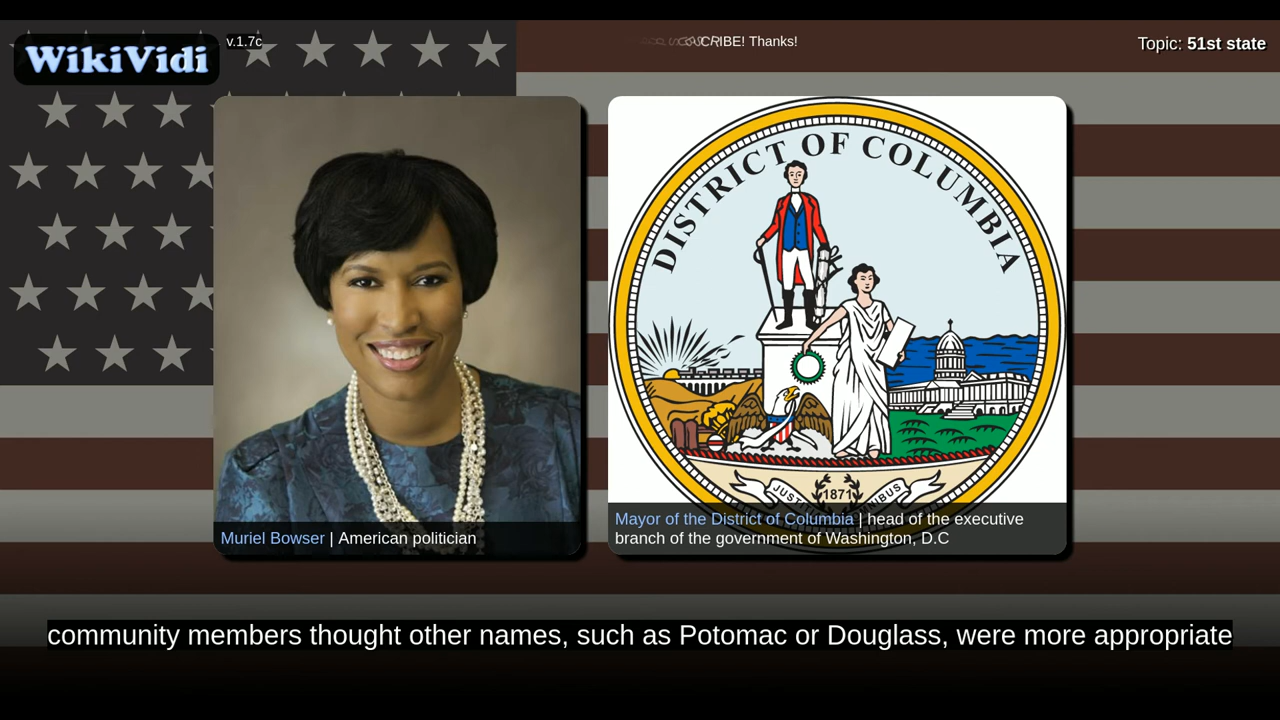 WikiVidi
v.1.7c
SCRIBE! Thanks!
Topic: 51st state
DISTRICT OF COLUMBIA
1871
Muriel Bowser | American politician
Mayor of the District of Columbia | head of the executive
branch of the government of Washington, D.C
community members thought other names, such as Potomac or Douglass, were more appropriate